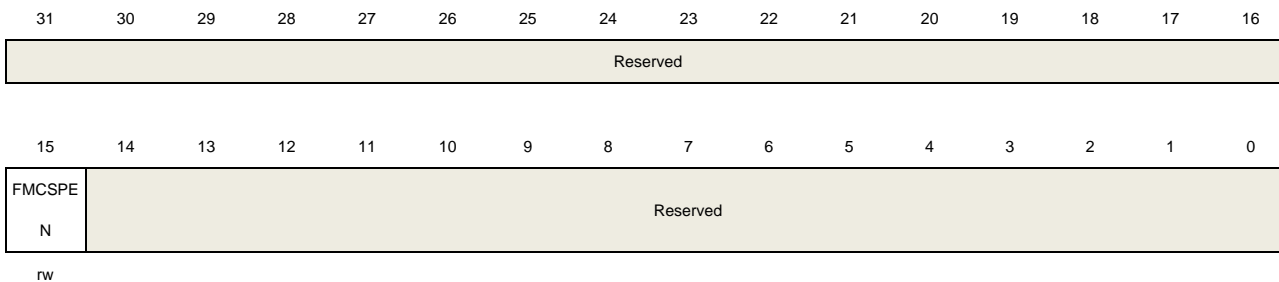 31 30 29 28 27 26 25 24 23 22 21 20 19 18 17 16
Reserved
15 14 13 12 11 10 9 8 7 6 5 4 3 2 1 0
FMCSPE
N
Reserved
rw